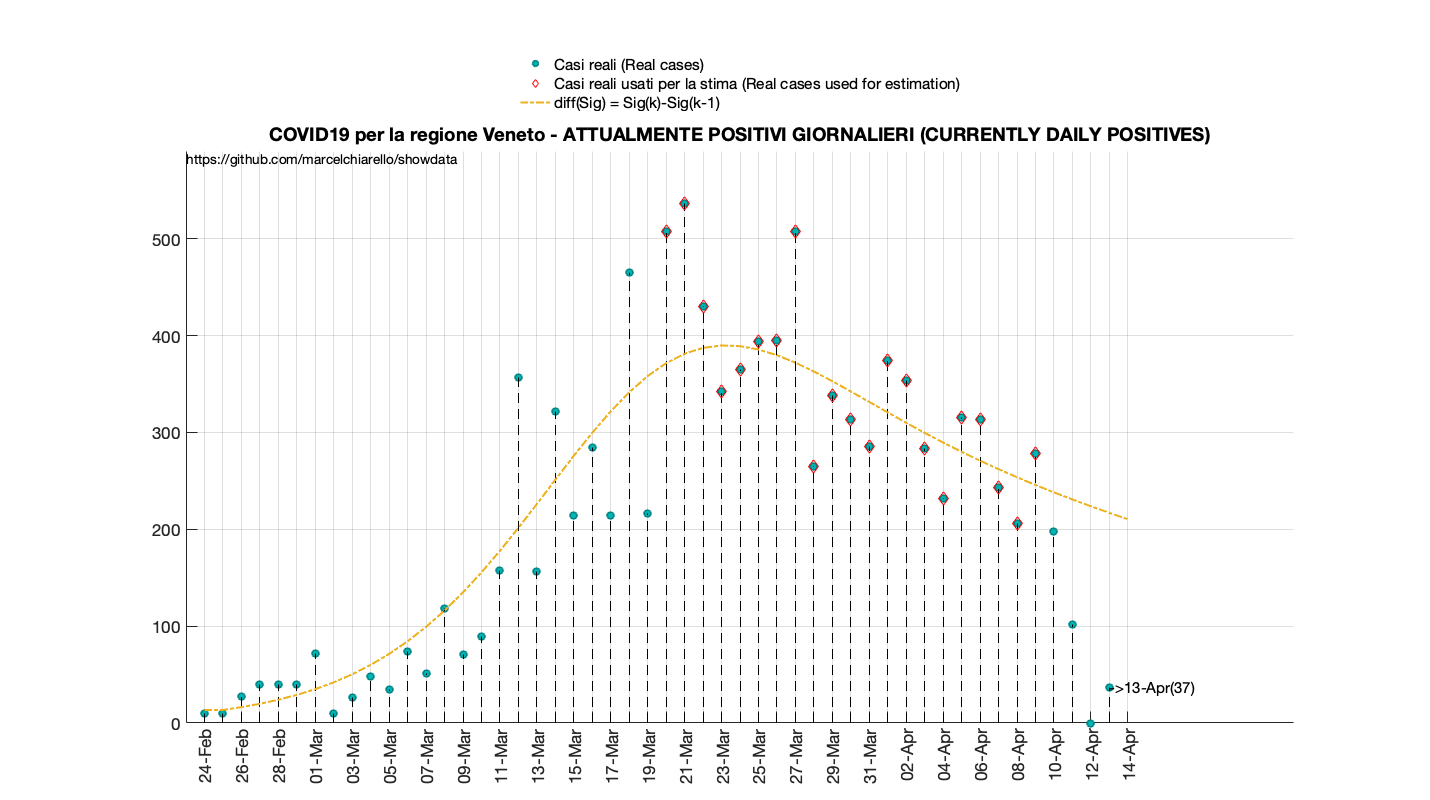 Casi reali (Real cases)
Casi reali usati per la stima (Real cases used for estimation)
diff(Sig) = Sig(k)-Sig(k-1)
COVID19 per la regione Veneto - ATTUALMENTE POSITIVI GIORNALIERI (CURRENTLY DAILY POSITIVES)
https://github.com/marcelchiarello/showdata
500
400
300
200
100
0
->13-Apr(37)
24-Feb
26-Feb
28-Feb
01-Mar
03-Mar
05-Mar
07-Mar
09-Mar
11-Mar
13-Mar
15-Mar
17-Mar
19-Mar
21-Mar
23-Mar
25-Mar
27-Mar
29-Mar
31-Mar
02-Apr
04-Apr
06-Apr
08-Apr
10-Apr
12-Apr
14-Apr